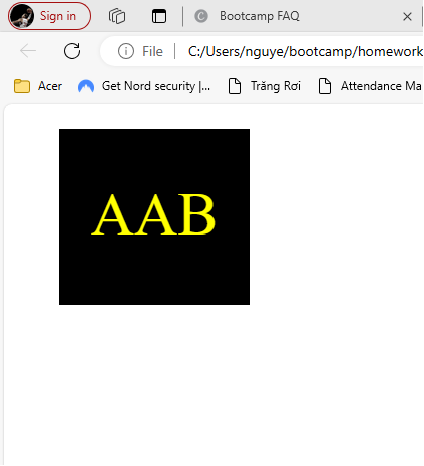 Sign in
Bootcamp FAQ
File
C:/Users/nguye/bootcamp/homework
Acer
Get Nord security |...
Trăng Rơi
Attendance Ma
AAB